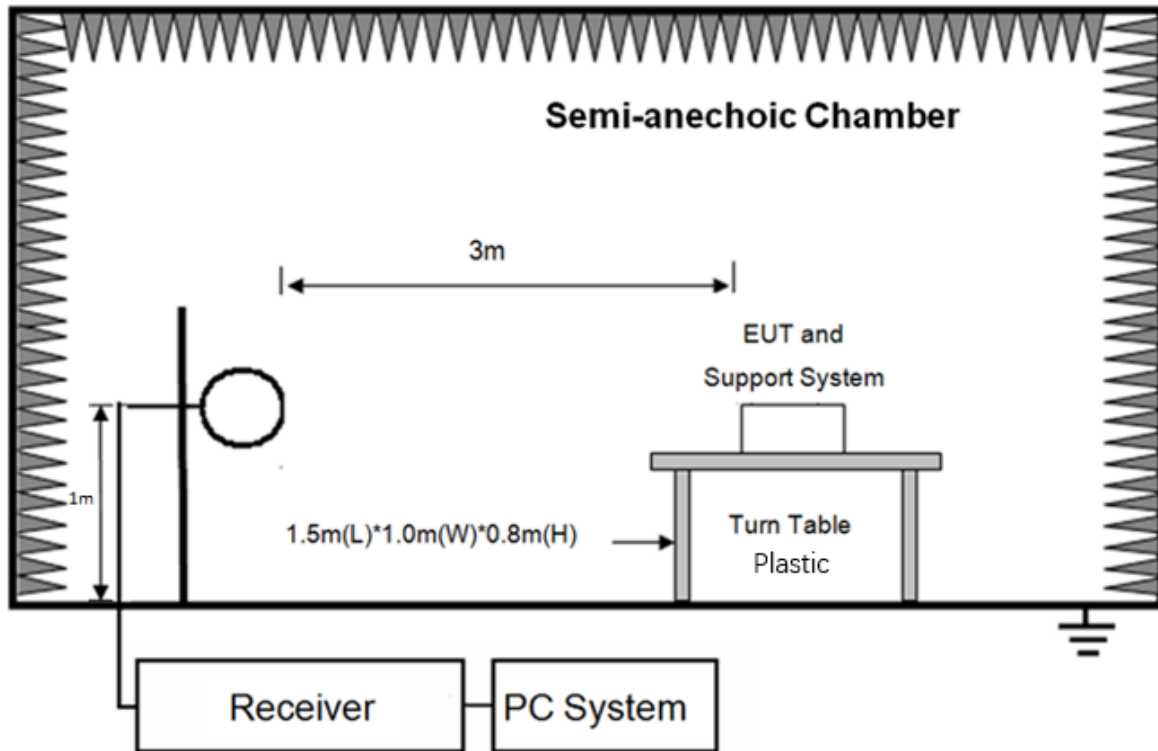 Semi-anechoic Chamber
3m
EUT and
Support System
1m
1.5m(L)*1.0m(W)*0.8m(H)
Turn Table
Plastic
Receiver
PC System